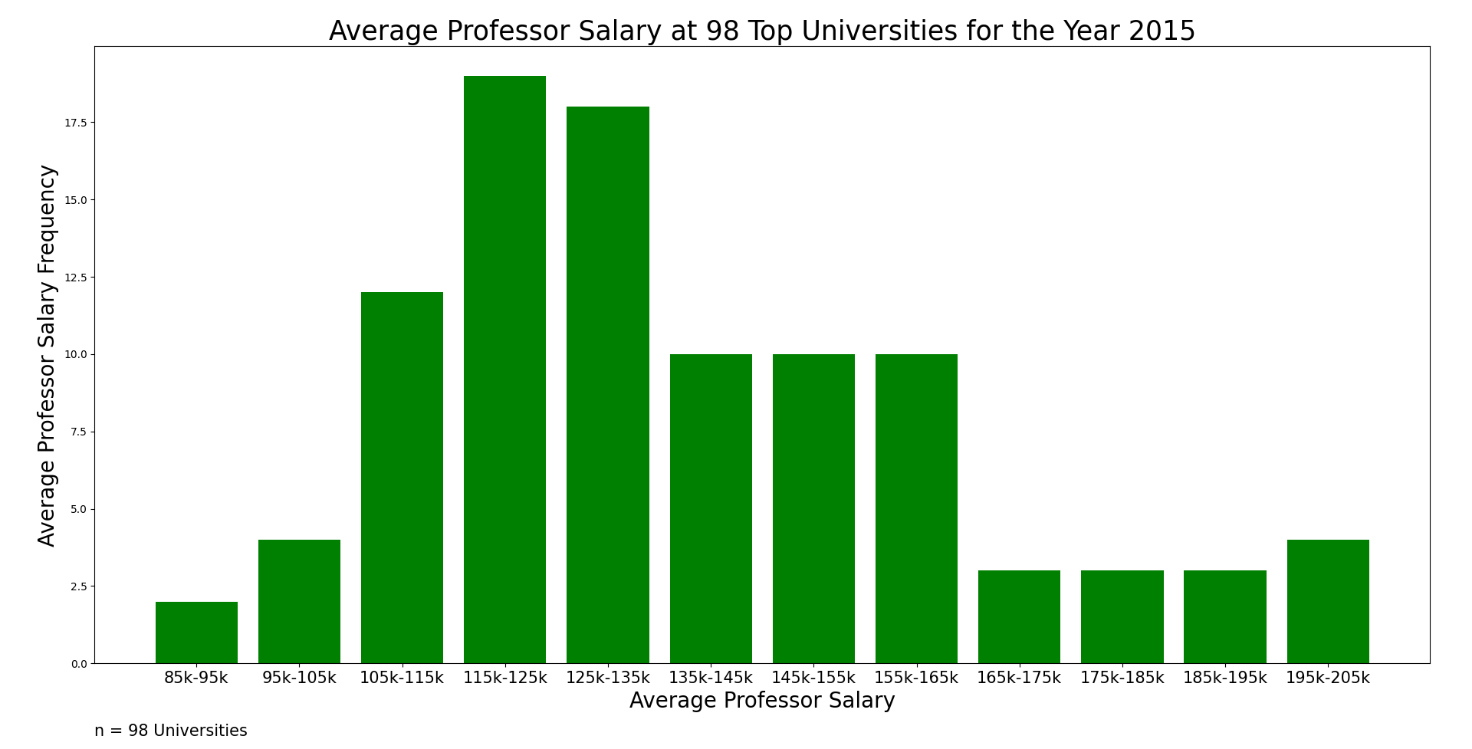 Average Professor Salary at 98 Top Universities for the Year 2015
Average Professor Salary Frequency
17.5
15.0
12.5
10.0
7.5
5.0
2.5
0.0
85k-95k 95k-105k 105k-115k 115k-125k 125k-135k 135k-145k 145k-155k 155k-165k 165k-175k 175k-185k 185k-195k 195k-205k
Average Professor Salary
n = 98 Universities